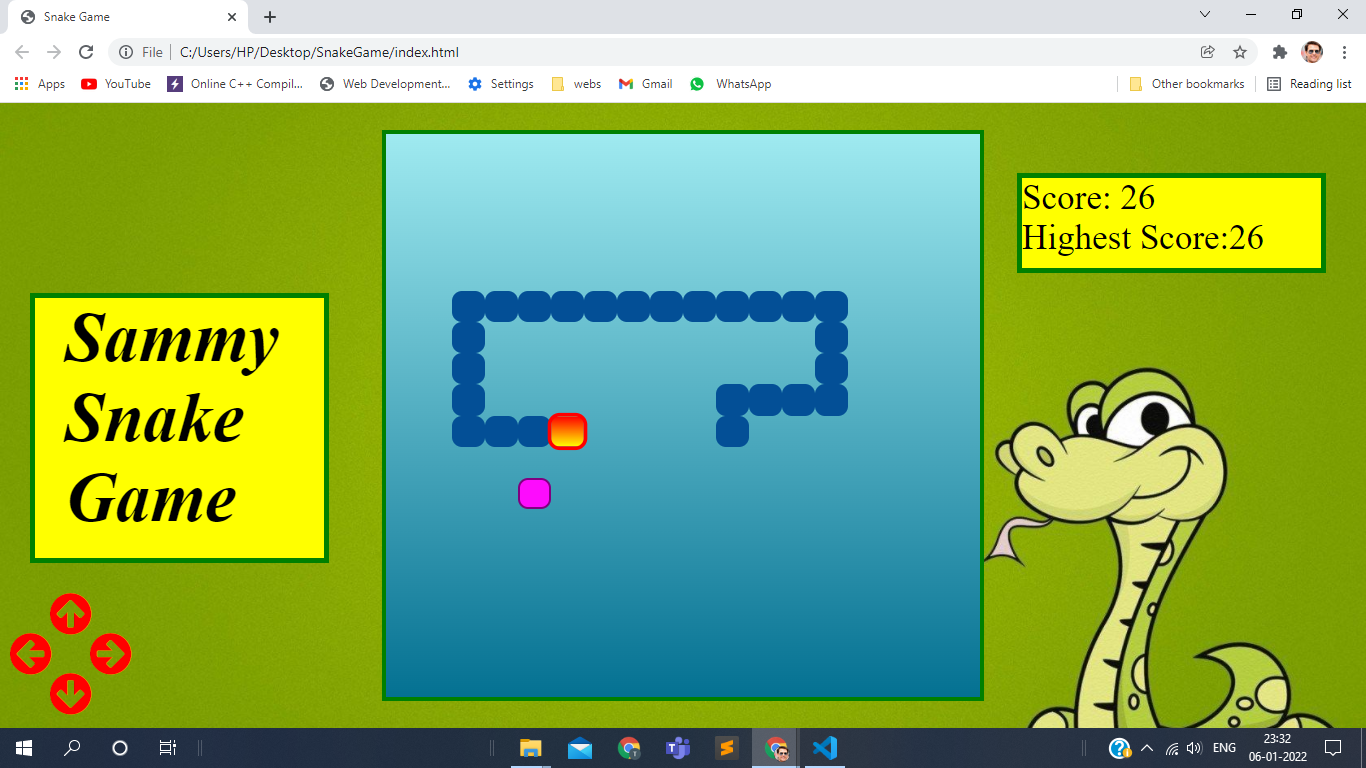 Snake Game
File
C:/Users/HP/Desktop/SnakeGame/index.html
Apps YouTube Online C++ Compil... Web Development... Settings webs Gmail WhatsApp Other bookmarks Reading list
Score: 26
Highest Score:26
Sammy
Snake
Game
ENG
23:32
06-01-2022